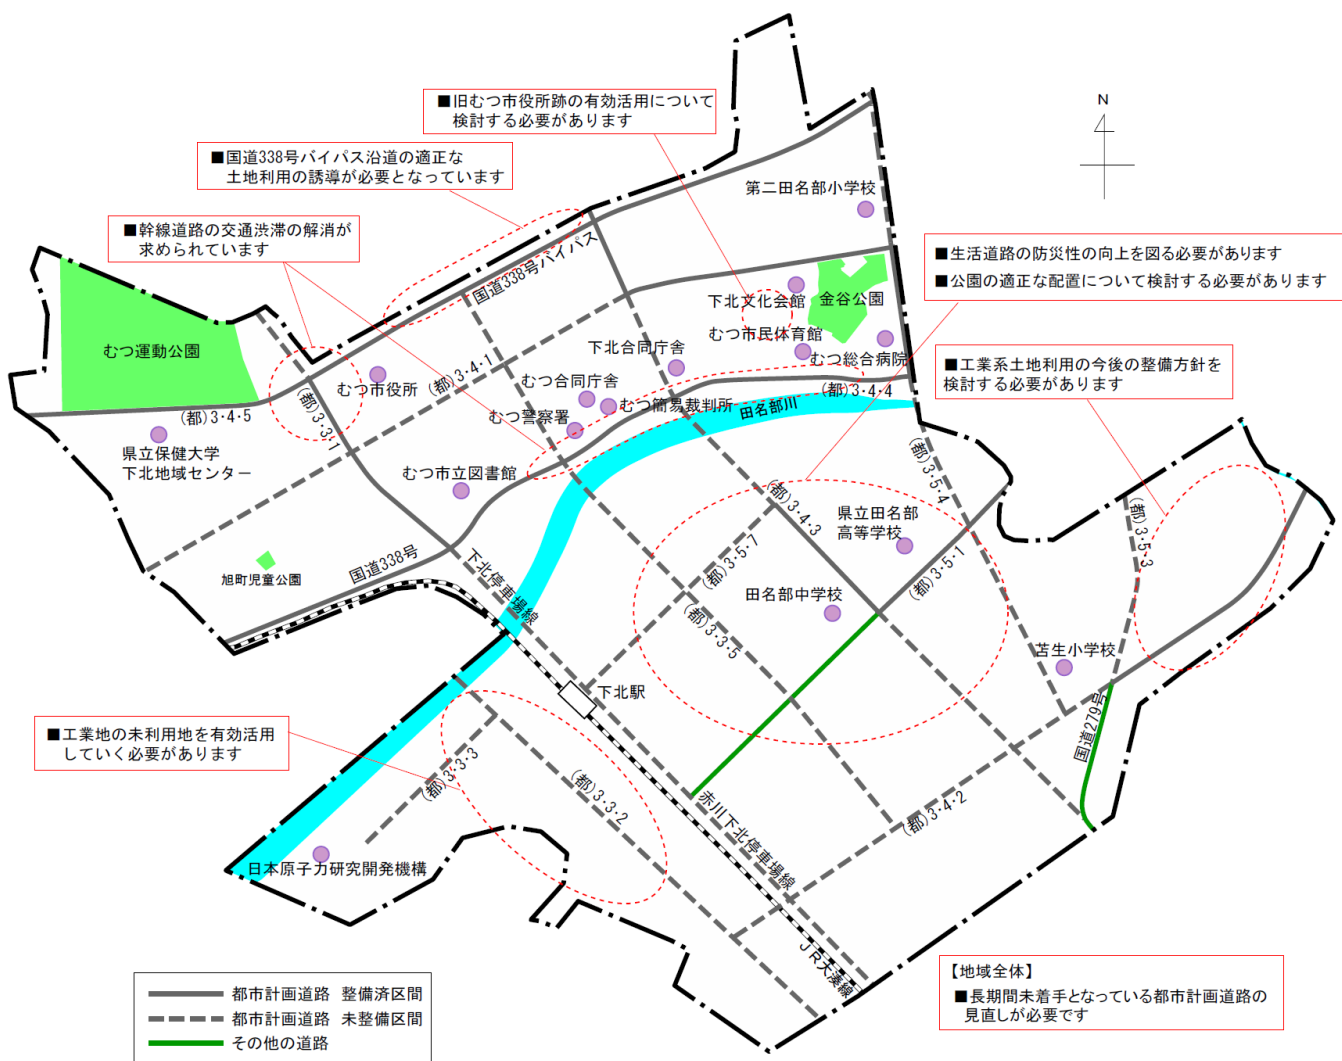 ■旧むつ市役所跡の有効活用について
検討する必要があります
N
■国道338号バイパス沿道の適正な
土地利用の誘導が必要となっています
■幹線道路の交通渋滞の解消が
求められています
第二田名部小学校
■生活道路の防災性の向上を図る必要があります
■公園の適正な配置について検討する必要があります
国道338号バイパス
下北文化会館
金谷公園
むつ市民体育館
むつ総合病院
■工業系土地利用の今後の整備方針を
検討する必要があります
むつ運動公園
下北合同庁舎
むつ市役所
(都)3・4・1
むつ合同庁舎
むつ簡易裁判所
むつ警察署
田名部川
(都)3・4・4
(都)3・4・5
(都)3・3・1
県立保健大学
下北地域センター
むつ市立図書館
(都)3・5・4
(都)3・4・3
県立田名部
高等学校
(都)3・5・1
(都)3・5・3
(都)3・5・7
旭町児童公園
国道338号
下北停車場線
田名部中学校
(都)3・3・5
苫生小学校
下北駅
国道279号
■工業地の未利用地を有効活用
していく必要があります
(都)3・3・3
(都)3・3・2
(都)3・4・2
赤川下北停車場線
日本原子力研究開発機構
JR大湊線
【地域全体】
■長期間未着手となっている都市計画道路の
見直しが必要です
都市計画道路 整備済区間
都市計画道路 未整備区間
その他の道路